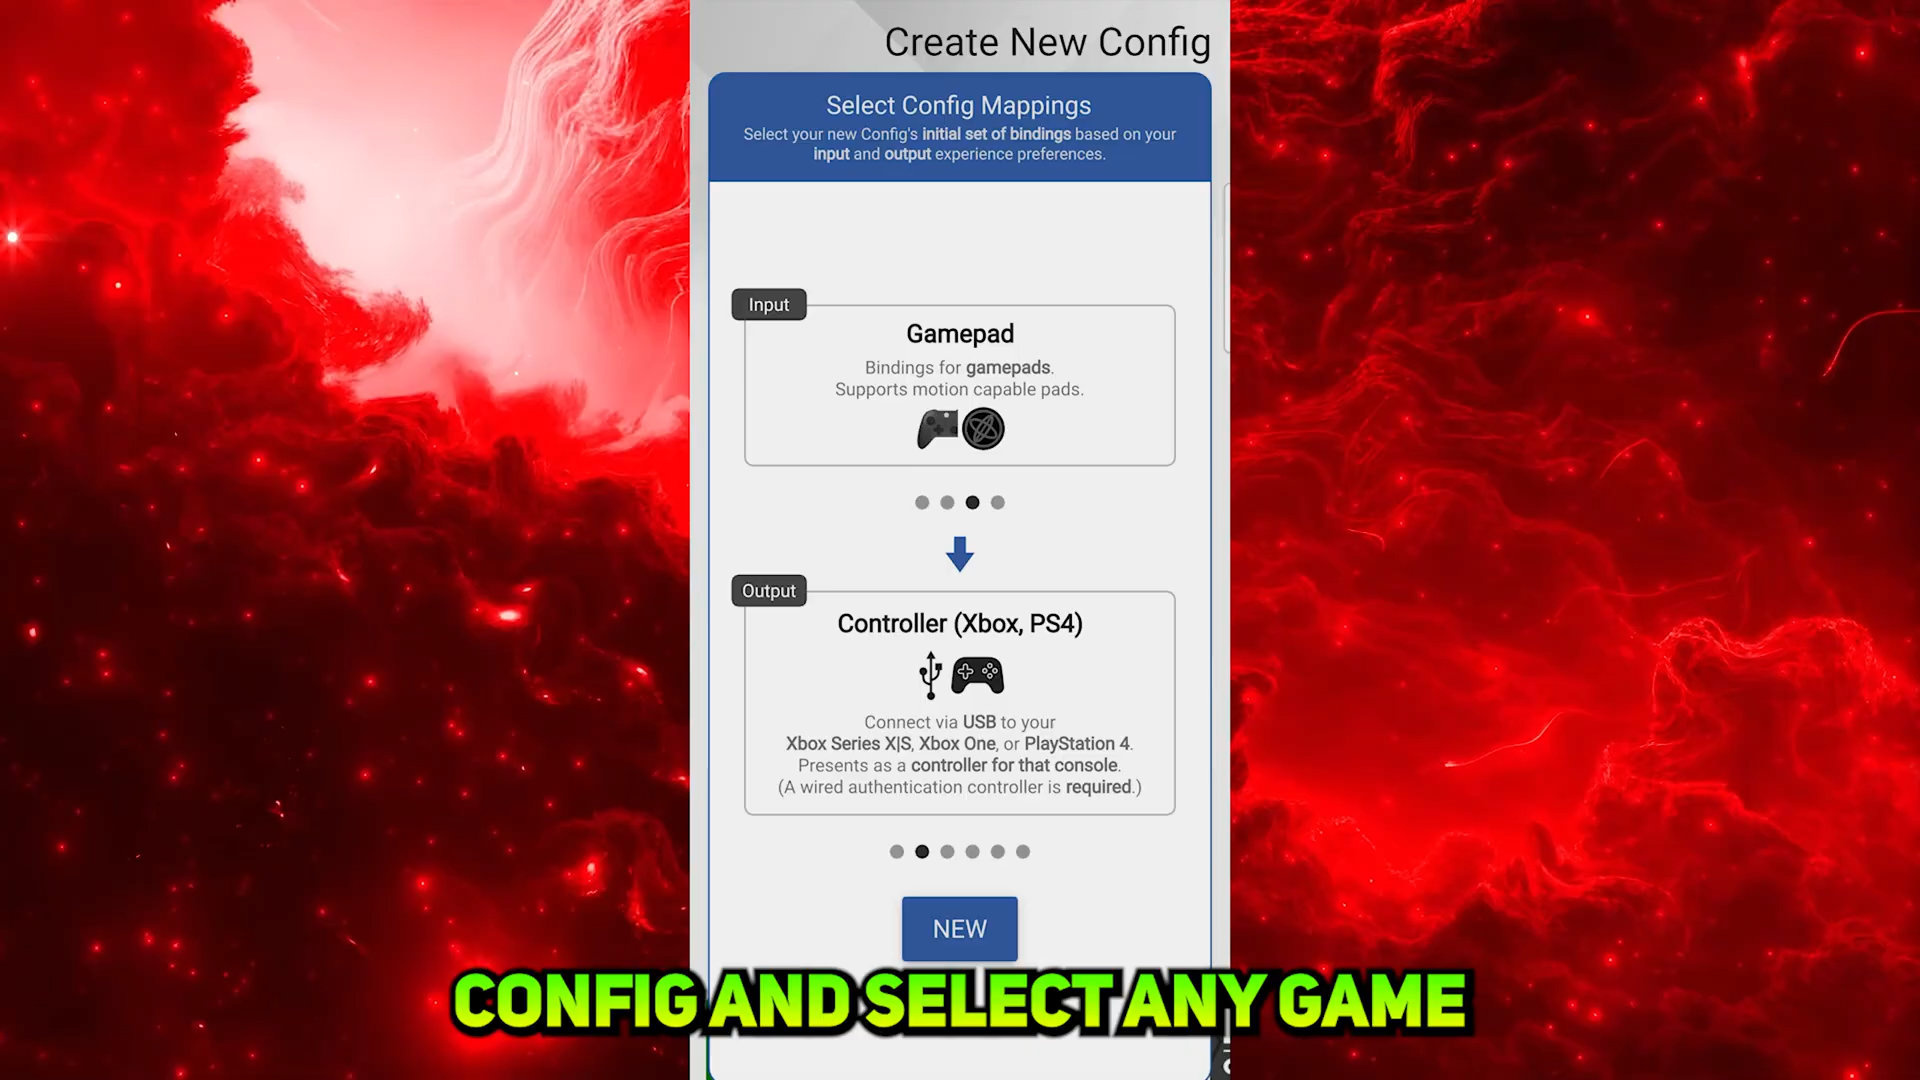 Create New Config
Select Config Mappings
Select your new Config's initial set of bindings based on your
input and output experience preferences.
Input
Gamepad
Bindings for gamepads.
Supports motion capable pads.
Output
Controller (Xbox, PS4)
Connect via USB to your
Xbox Series X|S, Xbox One, or PlayStation 4.
Presents as a controller for that console.
(A wired authentication controller is required.)
NEW
CONFIG AND SELECT ANY GAME